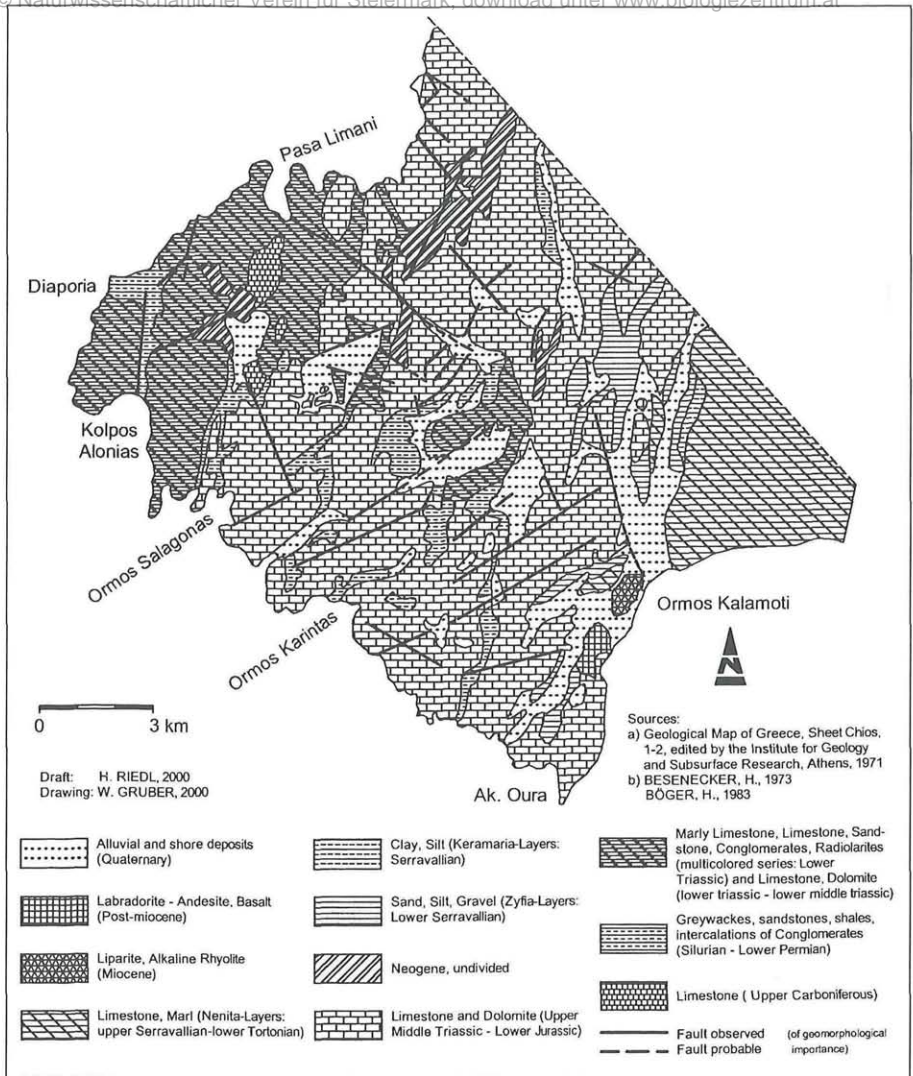 © Naturwissenschaftlicher Verein für Steiermark, download unter www.biologiezentrum.at
Pasa Limani
Diaporia
Kolpos
Alonias
Ormos Salagonas
Ormos Karintas
Ormos Kalamoti
N
0 3 km
Draft: H. RIEDL, 2000
Drawing: W. GRUBER, 2000
Ak. Oura
Sources:
a) Geological Map of Greece, Sheet Chios,
1-2, edited by the Institute for Geology
and Subsurface Research, Athens, 1971
b) BESENECKER, H., 1973
BÖGER, H., 1983
Alluvial and shore deposits
(Quaternary)
Labradorite - Andesite, Basalt
(Post-miocene)
Liparite, Alkaline Rhyolite
(Miocene)
Limestone, Marl (Nenita-Layers:
upper Serravallian-lower Tortonian)
Clay, Silt (Keramaria-Layers:
Serravallian)
Sand, Silt, Gravel (Zyfia-Layers:
Lower Serravallian)
Neogene, undivided
Limestone and Dolomite (Upper
Middle Triassic - Lower Jurassic)
Marly Limestone, Limestone, Sand-
stone, Conglomerates, Radiolarites
(multicolored series: Lower
Triassic) and Limestone, Dolomite
(lower triassic - lower middle triassic)
Greywackes, sandstones, shales,
intercalations of Conglomerates
(Silurian - Lower Permian)
Limestone ( Upper Carboniferous)
Fault observed (of geomorphological
Fault probable importance)